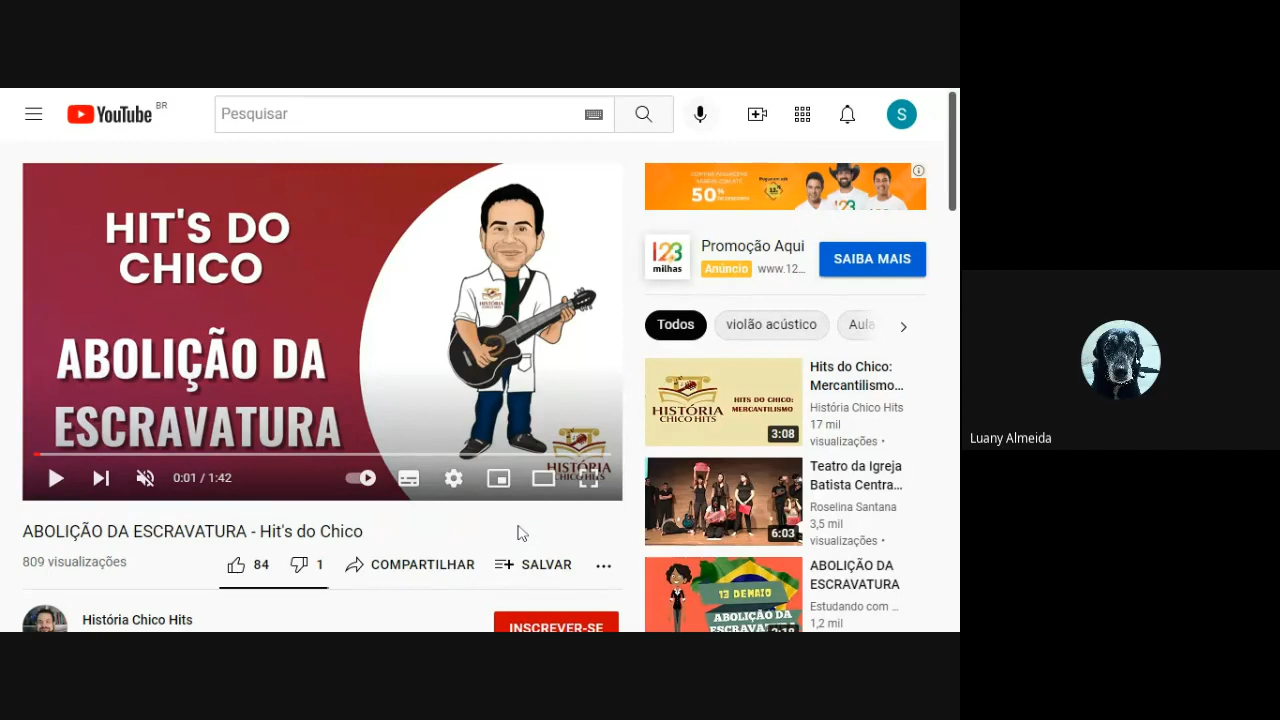 YouTube BR
Pesquisar
S
HIT'S DO
CHICO
ABOLIÇÃO DA
ESCRAVATURA
HISTÓRIA
HISTÓRIA
CHICO HITS
0:01 / 1:42
ABOLIÇÃO DA ESCRAVATURA - Hit's do Chico
809 visualizações
84
1
COMPARTILHAR
SALVAR
História Chico Hits
INSCREVER-SE
50%
123
123
milhas
Promoção Aqui
Anúncio www.12...
SAIBA MAIS
Todos
violão acústico
Aula
HISTÓRIA
CHICO HITS
HITS DO CHICO:
MERCANTILISMO
3:08
Hits do Chico:
Mercantilismo...
História Chico Hits
17 mil
visualizações •
6:03
Teatro da Igreja
Batista Centra...
Roselina Santana
3,5 mil
visualizações •
13 DE MAIO
ABOLIÇÃO DA
ESCRAVATURA
ABOLIÇÃO DA
ESCRAVATURA
Estudando com ...
1,2 mil
Luany Almeida